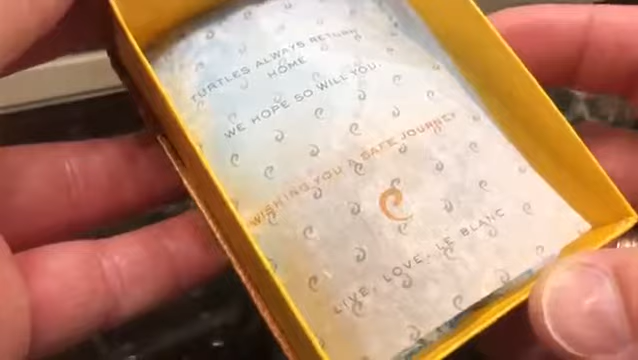 TURTLES ALWAYS RETURN
HOME
WE HOPE SO WILL YOU.
WISHING YOU A SAFE JOURNEY
LIVE, LOVE, LE BLANC